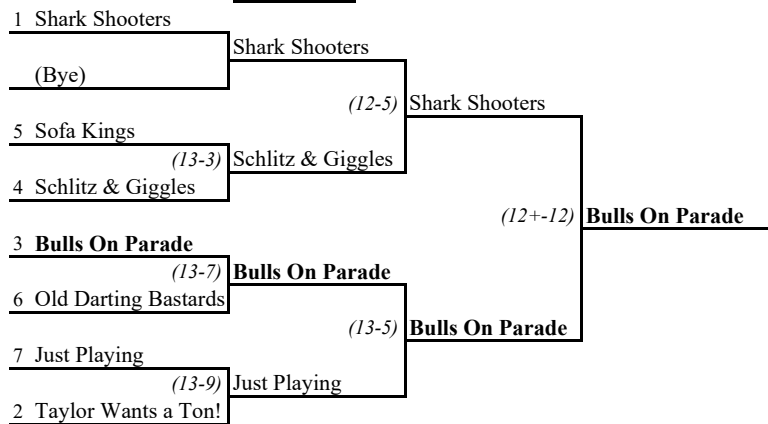 1 Shark Shooters
Shark Shooters
(Bye)
(12-5) Shark Shooters
5 Sofa Kings
(13-3) Schlitz & Giggles
4 Schlitz & Giggles
(12+-12) Bulls On Parade
3 Bulls On Parade
(13-7) Bulls On Parade
6 Old Darting Bastards
(13-5) Bulls On Parade
7 Just Playing
(13-9) Just Playing
2 Taylor Wants a Ton!